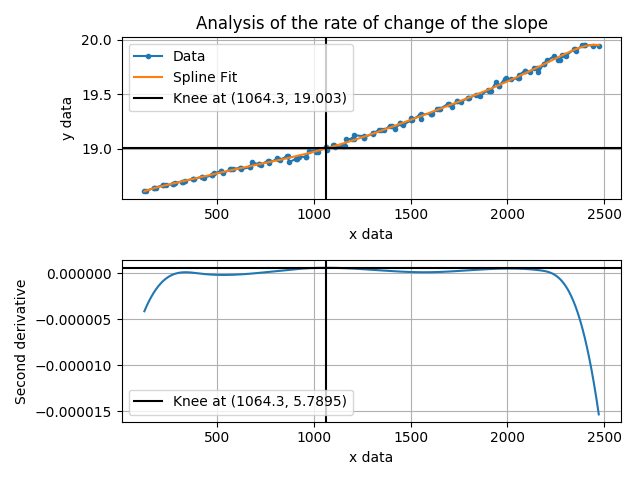 Analysis of the rate of change of the slope
20.0
19.5
19.0
y data
Data
Spline Fit
Knee at (1064.3, 19.003)
500 1000 1500 2000 2500
x data
0.000000
−0.000005
−0.000010
−0.000015
Second derivative
Knee at (1064.3, 5.7895)
500 1000 1500 2000 2500
x data